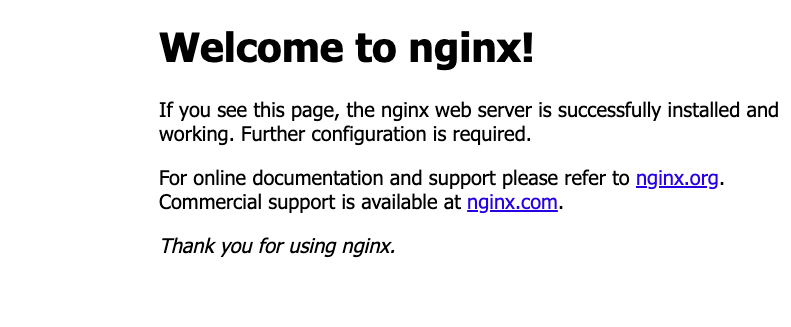 Welcome to nginx!
If you see this page, the nginx web server is successfully installed and
working. Further configuration is required.
For online documentation and support please refer to nginx.org.
Commercial support is available at nginx.com.
Thank you for using nginx.